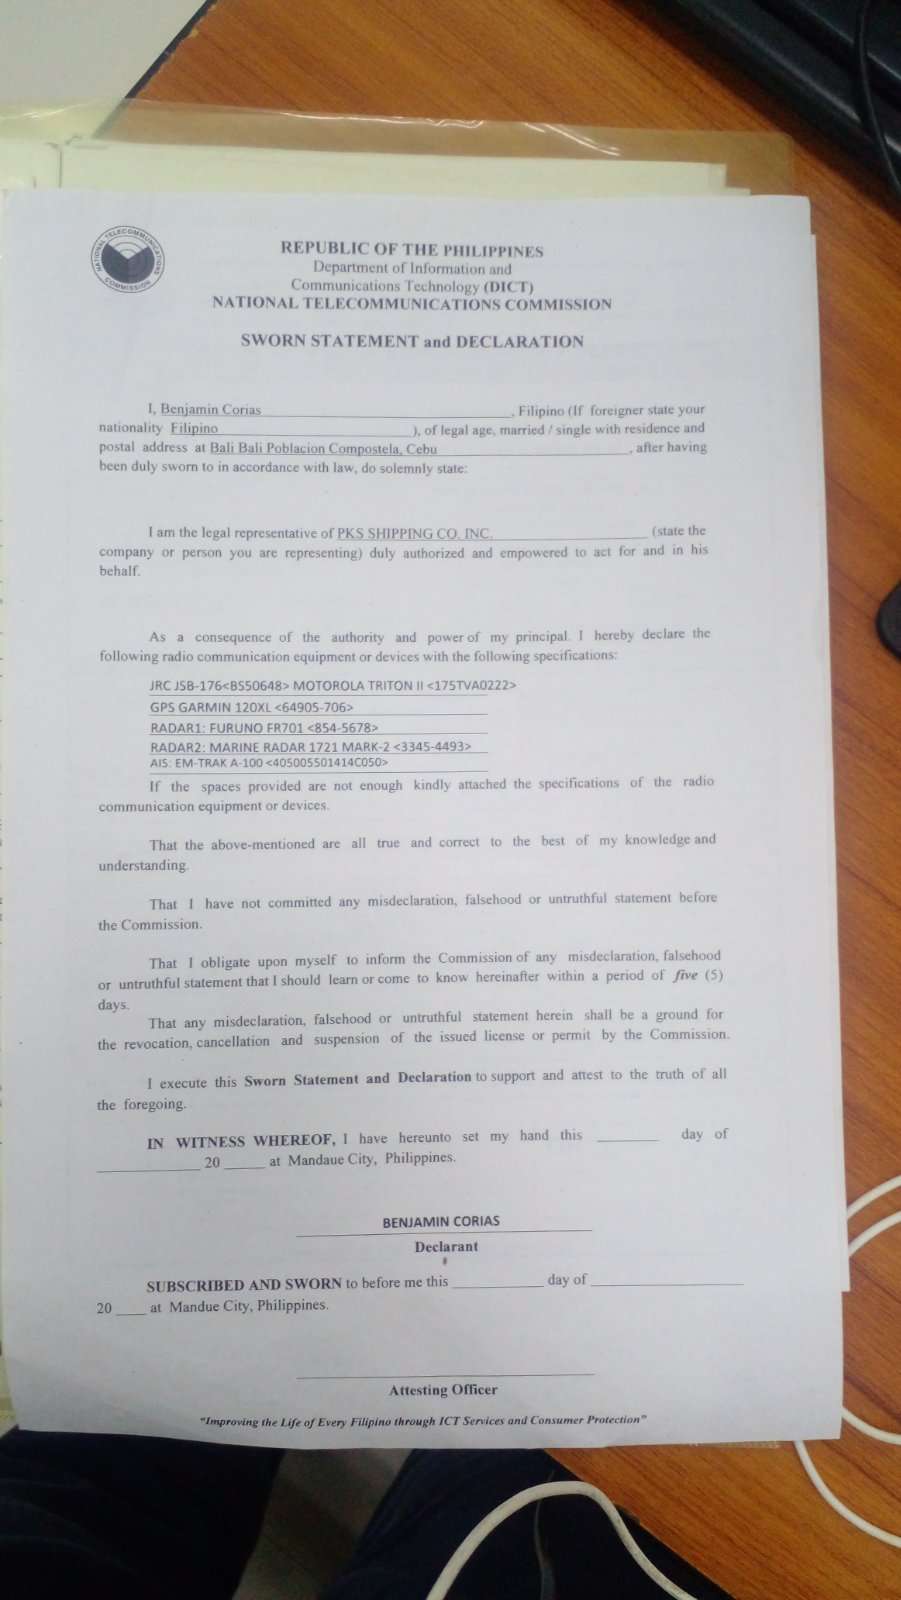 NATIONAL TELECOMMUNICATIONS COMMISSION
REPUBLIC OF THE PHILIPPINES
Department of Information and
Communications Technology (DICT)
NATIONAL TELECOMMUNICATIONS COMMISSION
SWORN STATEMENT and DECLARATION
I, Benjamin Corias____, Filipino (If foreigner state your
nationality Filipino____), of legal age, married / single with residence and
postal address at Bali Bali Poblacion Compostela, Cebu____, after having
been duly sworn to in accordance with law, do solemnly state:
I am the legal representative of PKS SHIPPING CO. INC.____ (state the
company or person you are representing) duly authorized and empowered to act for and in his
behalf.
As a consequence of the authority and power of my principal. I hereby declare the
following radio communication equipment or devices with the following specifications:
JRC JSB-176<BS50648> MOTOROLA TRITON II <175TVA0222>
GPS GARMIN 120XL <64905-706>
RADAR1: FURUNO FR701 <854-5678>
RADAR2: MARINE RADAR 1721 MARK-2 <3345-4493>
AIS: EM-TRAK A-100 <405005501414C050>
If the spaces provided are not enough kindly attached the specifications of the radio
communication equipment or devices.
That the above-mentioned are all true and correct to the best of my knowledge and
understanding.
That I have not committed any misdeclaration, falsehood or untruthful statement before
the Commission.
That I obligate upon myself to inform the Commission of any misdeclaration, falsehood
or untruthful statement that I should learn or come to know hereinafter within a period of five (5)
days.
That any misdeclaration, falsehood or untruthful statement herein shall be a ground for
the revocation, cancellation and suspension of the issued license or permit by the Commission.
I execute this Sworn Statement and Declaration to support and attest to the truth of all
the foregoing.
IN WITNESS WHEREOF, I have hereunto set my hand this ____ day of
____ 20 ____ at Mandaue City, Philippines.
BENJAMIN CORIAS
Declarant
SUBSCRIBED AND SWORN to before me this ____ day of ____
20 ____ at Mandue City, Philippines.
Attesting Officer
"Improving the Life of Every Filipino through ICT Services and Consumer Protection"